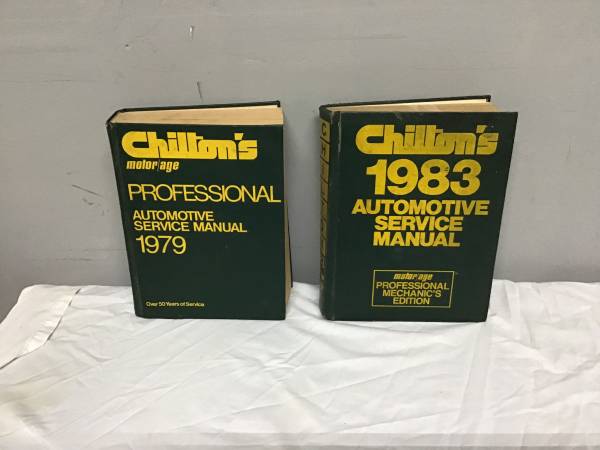 Chilton's
motor/age
PROFESSIONAL
AUTOMOTIVE
SERVICE MANUAL
1979
Over 50 Years of Service
Chilton's
1983
AUTOMOTIVE
SERVICE
MANUAL
motor/age
PROFESSIONAL
MECHANIC'S
EDITION